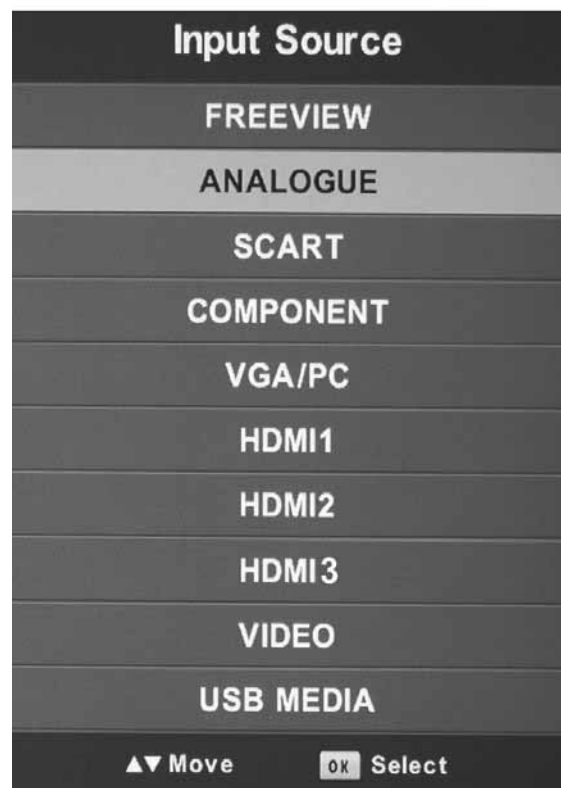 Input Source
FREEVIEW
ANALOGUE
SCART
COMPONENT
VGA/PC
HDMI1
HDMI2
HDMI3
VIDEO
USB MEDIA
▲▼ Move OK Select